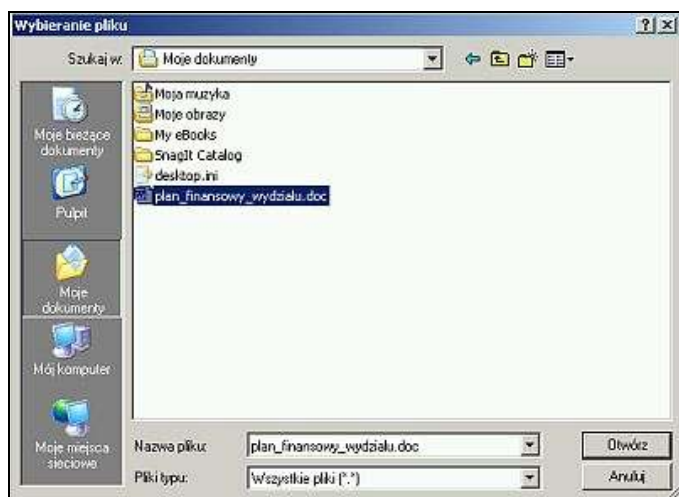 Wybieranie pliku
Szukaj w:
Moje dokumenty
Moje bieżące
dokumenty
Pulpit
Moje
dokumenty
Mój komputer
Moje miejsca
sieciowe
Moja muzyka
Moje obrazy
My eBooks
SnagIt Catalog
desktop.ini
plan_finansowy_wydzialu.doc
Nazwa pliku:
plan_finansowy_wydzialu.doc
Otwórz
Pliki typu:
Wszystkie pliki (*.*)
Anuluj